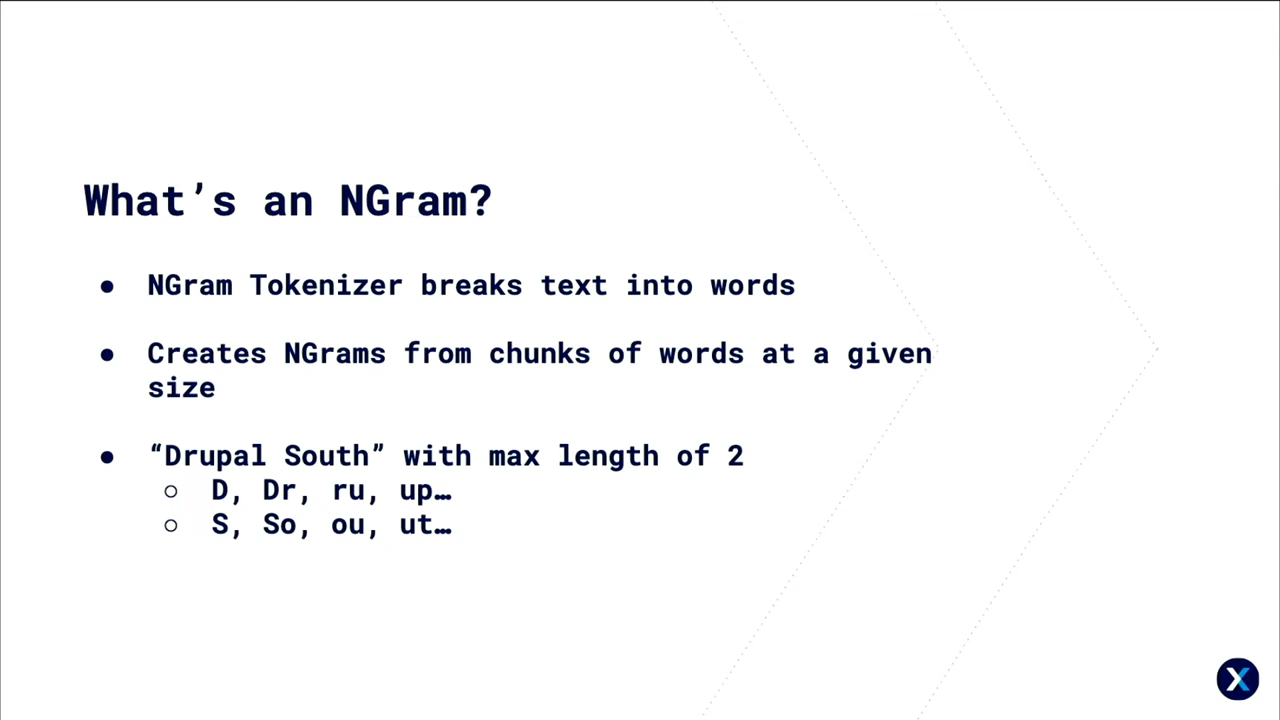 What’s an NGram?
● NGram Tokenizer breaks text into words
● Creates NGrams from chunks of words at a given
size
● “Drupal South” with max length of 2
○ D, Dr, ru, up…
○ S, So, ou, ut…
X